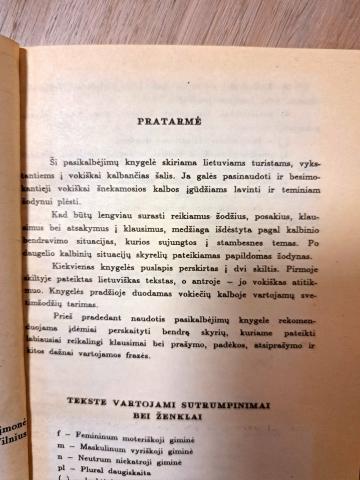 PRATARMĖ
Ši pasikalbėjimų knygelė skiriama lietuviams turistams, vyks-
tantiems į vokiškai kalbančias šalis. Ja galės pasinaudoti ir besimo-
kantieji vokiškai šnekamosios kalbos įgūdžiams lavinti ir teminiam
žodynui plėsti.
Kad būtų lengviau surasti reikiamus žodžius, posakius, klau-
simus bei atsakymus į klausimus, medžiaga išdėstyta pagal kalbinio
bendravimo situacijas, kurios sujungtos į stambesnes temas. Po
daugelio kalbinių situacijų skyrelių pateikiamas papildomas žodynas.
Kiekvienas knygelės puslapis perskirtas į dvi skiltis. Pirmoje
skiltyje pateiktas lietuviškas tekstas, o antroje – jo vokiškas atitik-
muo. Knygelės pradžioje duodamas vokiečių kalboje vartojamų sve-
timžodžių tarimas.
Prieš pradedant naudotis pasikalbėjimų knygele rekomen-
duojama įdėmiai perskaityti bendrą skyrių, kuriame pateikti
labiausiai reikalingi klausimai bei prašymo, padėkos, atsiprašymo ir
kitos dažnai vartojamos frazės.
TEKSTE VARTOJAMI SUTRUMPINIMAI
BEI ŽENKLAI
f – Femininum moteriškoji giminė
m – Maskulinum vyriškoji giminė
n – Neutrum niekatroji giminė
pl – Plural daugiskaita
imonė
Vilnius